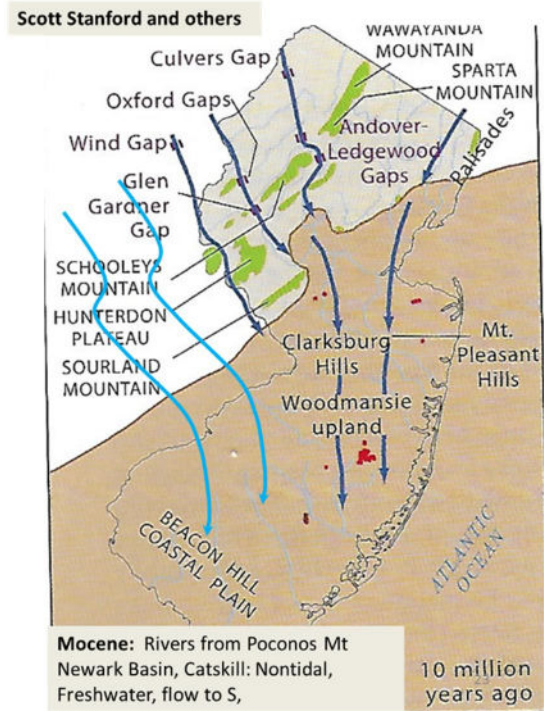 Scott Stanford and others
WAWAYANDA
MOUNTAIN
Culvers Gap
SPARTA
MOUNTAIN
Oxford Gaps
Andover-
Ledgewood
Gaps
Palisades
Wind Gap
Glen
Gardner
Gap
SCHOOLEYS
MOUNTAIN
HUNTERDON
PLATEAU
SOURLAND
MOUNTAIN
Clarksburg
Hills
Mt.
Pleasant
Hills
Woodmansie
upland
BEACON HILL
COASTAL PLAIN
ATLANTIC
OCEAN
Mocene: Rivers from Poconos Mt
Newark Basin, Catskill: Nontidal,
Freshwater, flow to S,
23
10 million
years ago